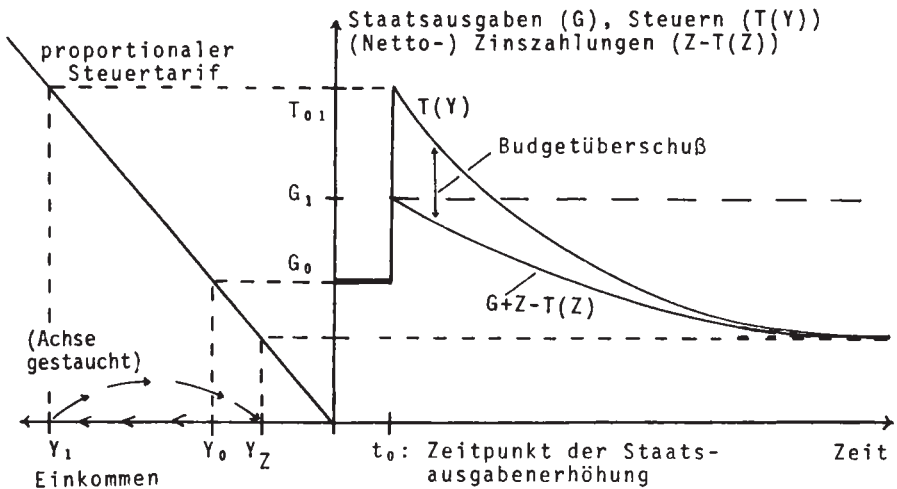 Staatsausgaben (G), Steuern (T(Y))
(Netto-) Zinszahlungen (Z-T(Z))
proportionaler
Steuertarif
T₀₁
T(Y)
Budgetüberschuß
G₁
G₀
G+Z-T(Z)
(Achse
gestaucht)
Y₁
Y₀
Y_Z
t₀: Zeitpunkt der Staats-
ausgabenerhöhung
Zeit
Einkommen